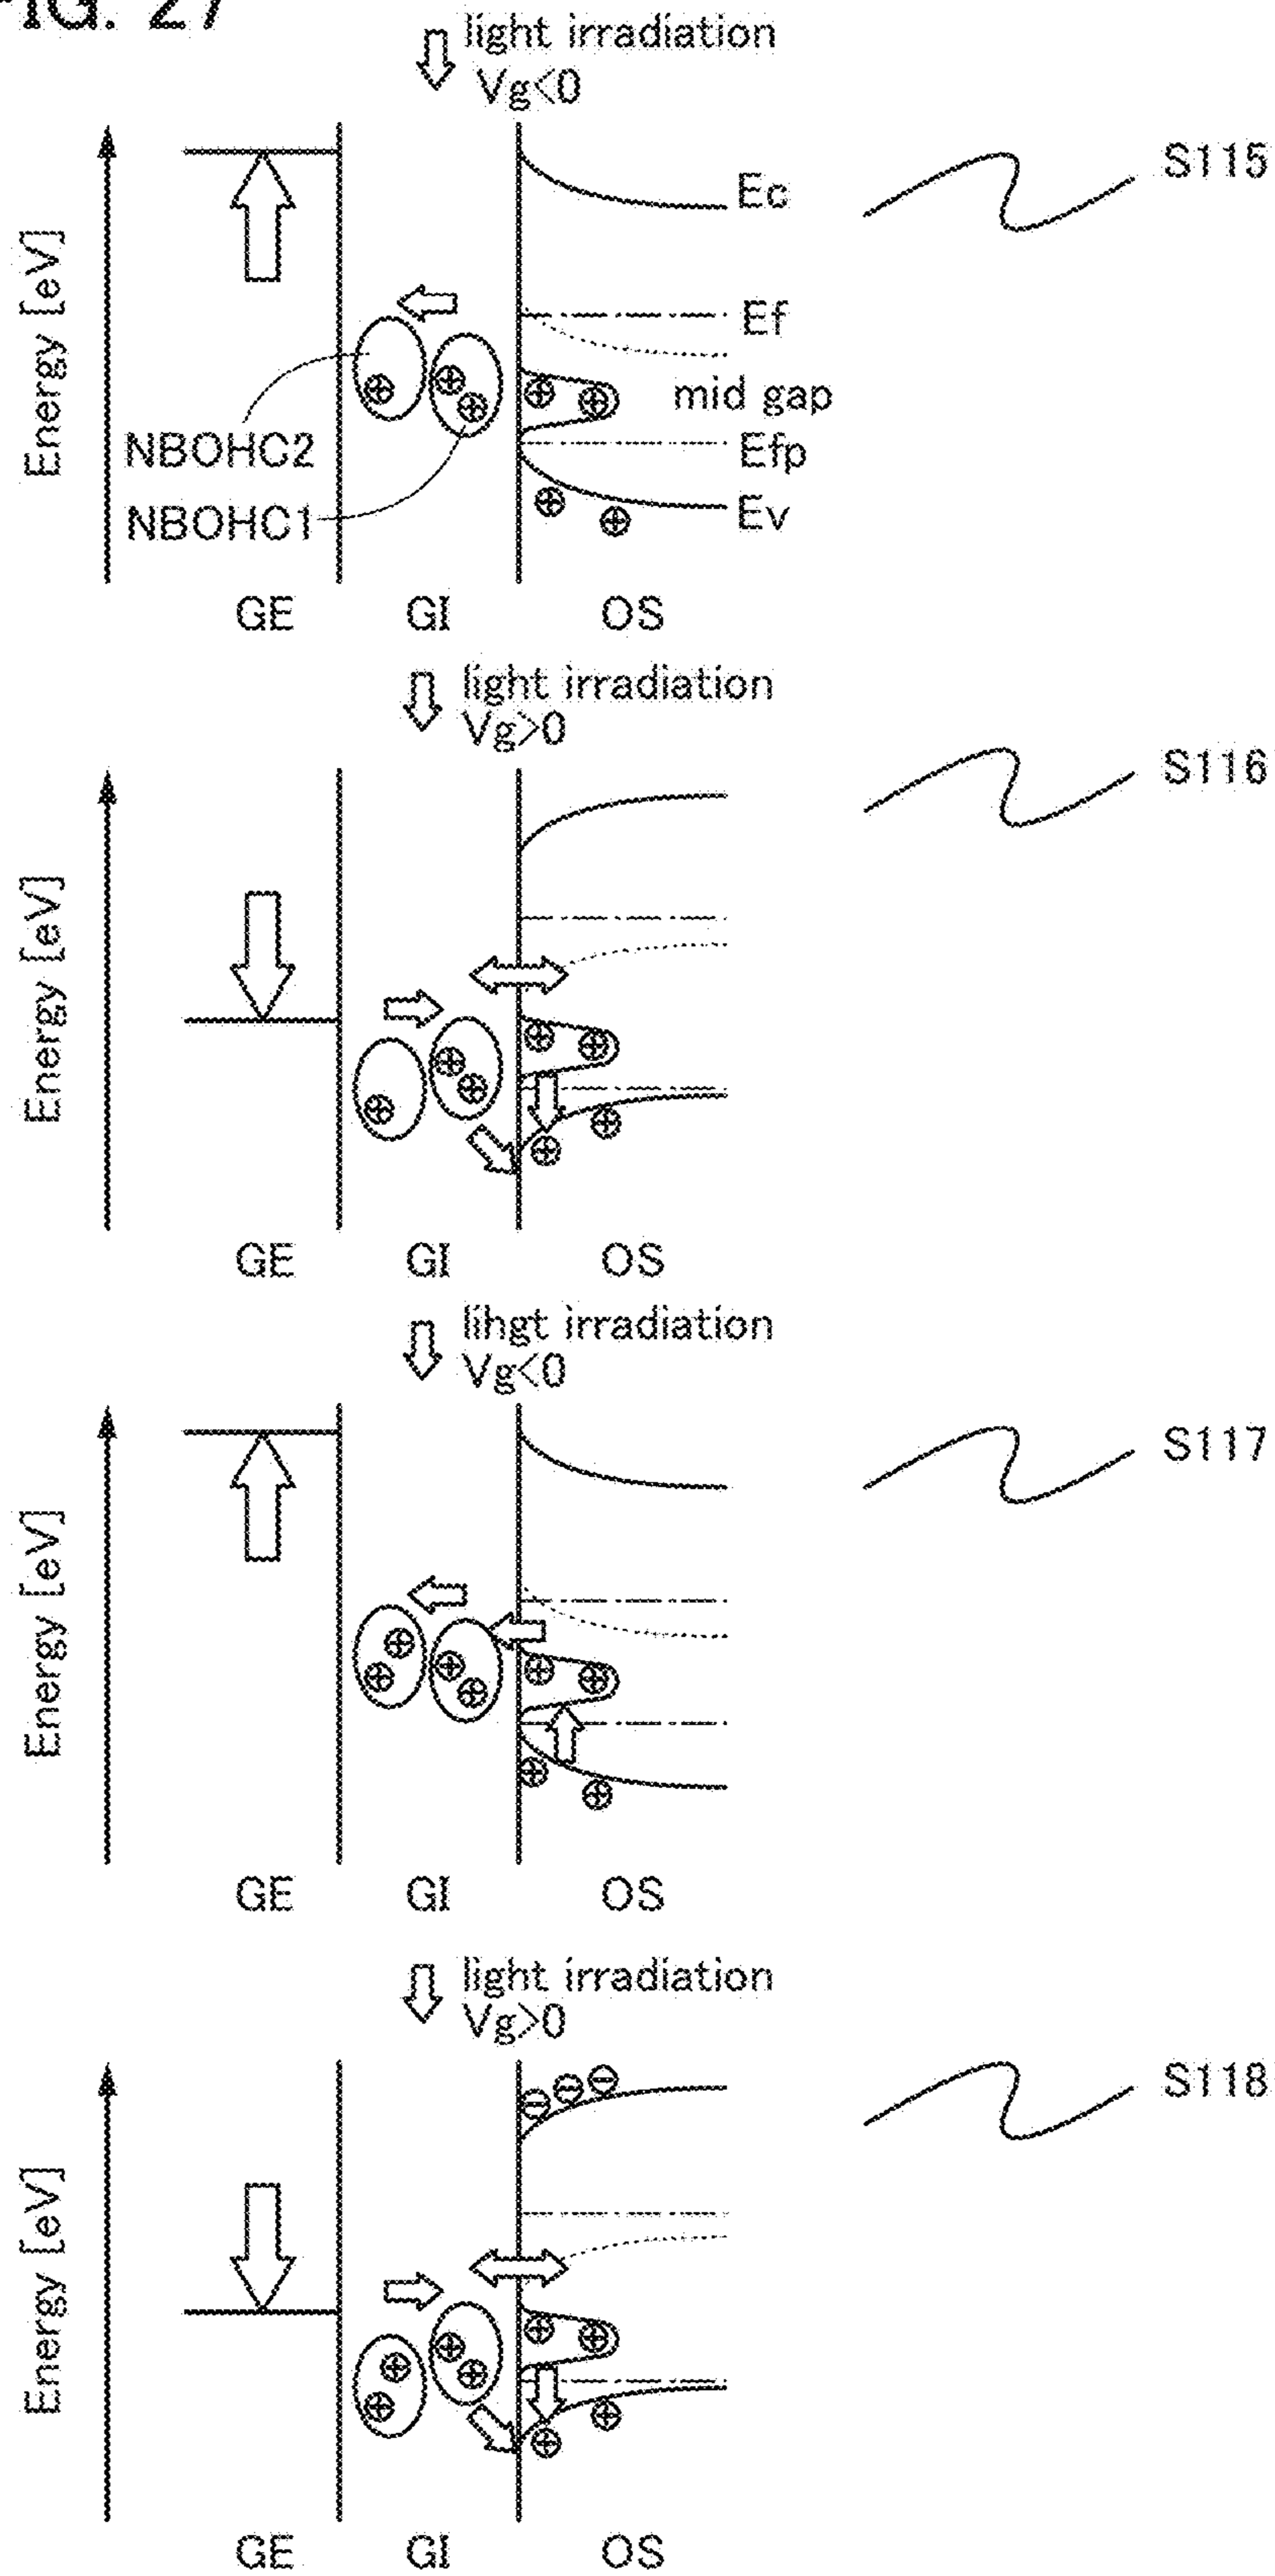 FIG. 27
light irradiation
Vg<0
S115
Energy [eV]
Ec
Ef
mid gap
NBOHC2
Efp
NBOHC1
Ev
GE GI OS
light irradiation
Vg>0
S116
Energy [eV]
GE GI OS
lihgt irradiation
Vg<0
S117
Energy [eV]
GE GI OS
light irradiation
Vg>0
S118
Energy [eV]
GE GI OS